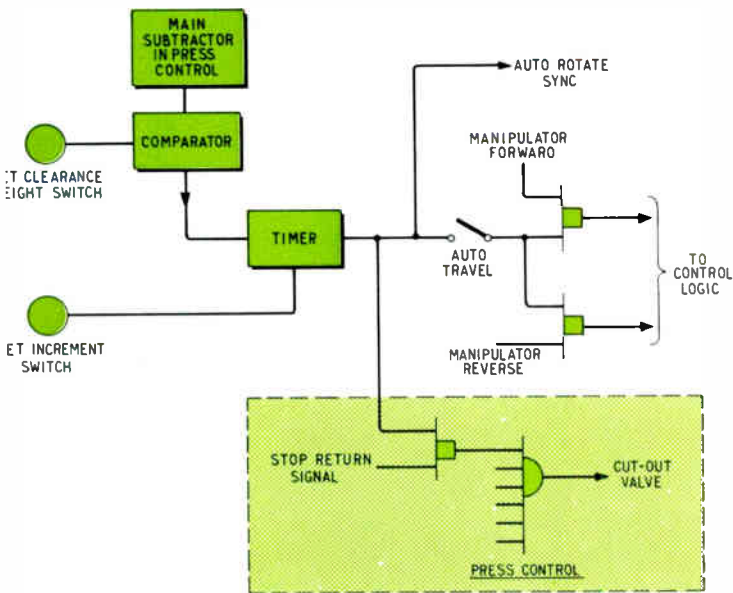 MAIN
SUBTRACTOR
IN PRESS
CONTROL
AUTO ROTATE
SYNC
COMPARATOR
MANIPULATOR
FORWARD
ET CLEARANCE
EIGHT SWITCH
TIMER
AUTO
TRAVEL
TO
CONTROL
LOGIC
ET INCREMENT
SWITCH
MANIPULATOR
REVERSE
STOP RETURN
SIGNAL
CUT-OUT
VALVE
PRESS CONTROL